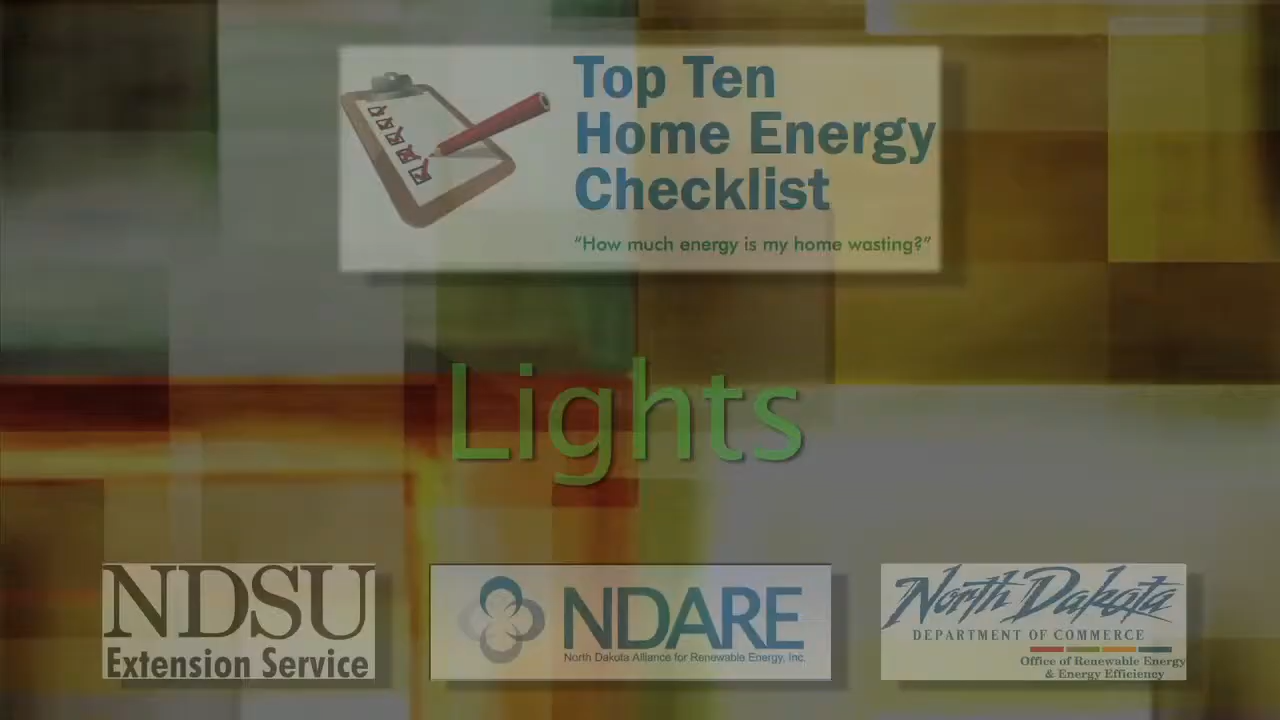 Top Ten
Home Energy
Checklist
“How much energy is my home wasting?”
Lights
NDSU
Extension Service
NDARE
North Dakota Alliance for Renewable Energy, Inc.
North Dakota
DEPARTMENT OF COMMERCE
Office of Renewable Energy
& Energy Efficiency